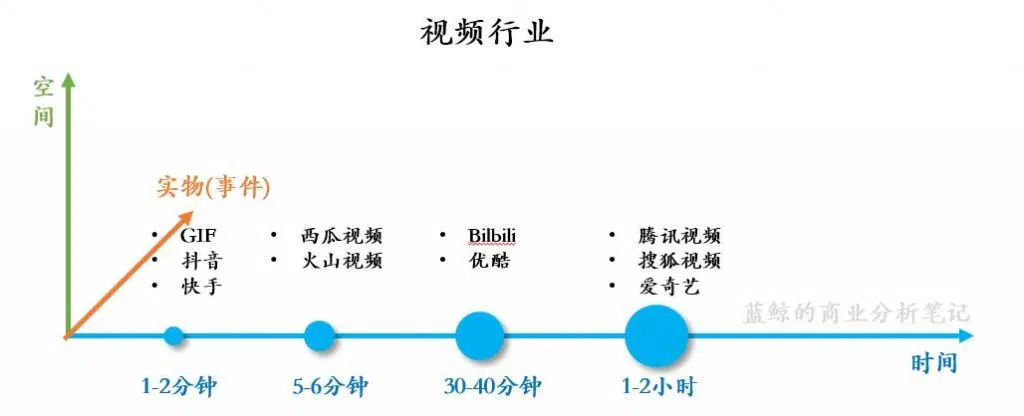 视频行业
空间
实物(事件)
• GIF
• 抖音
• 快手
• 西瓜视频
• 火山视频
• Bilbili
• 优酷
• 腾讯视频
• 搜狐视频
• 爱奇艺
蓝鲸的商业分析笔记
时间
1-2分钟
5-6分钟
30-40分钟
1-2小时